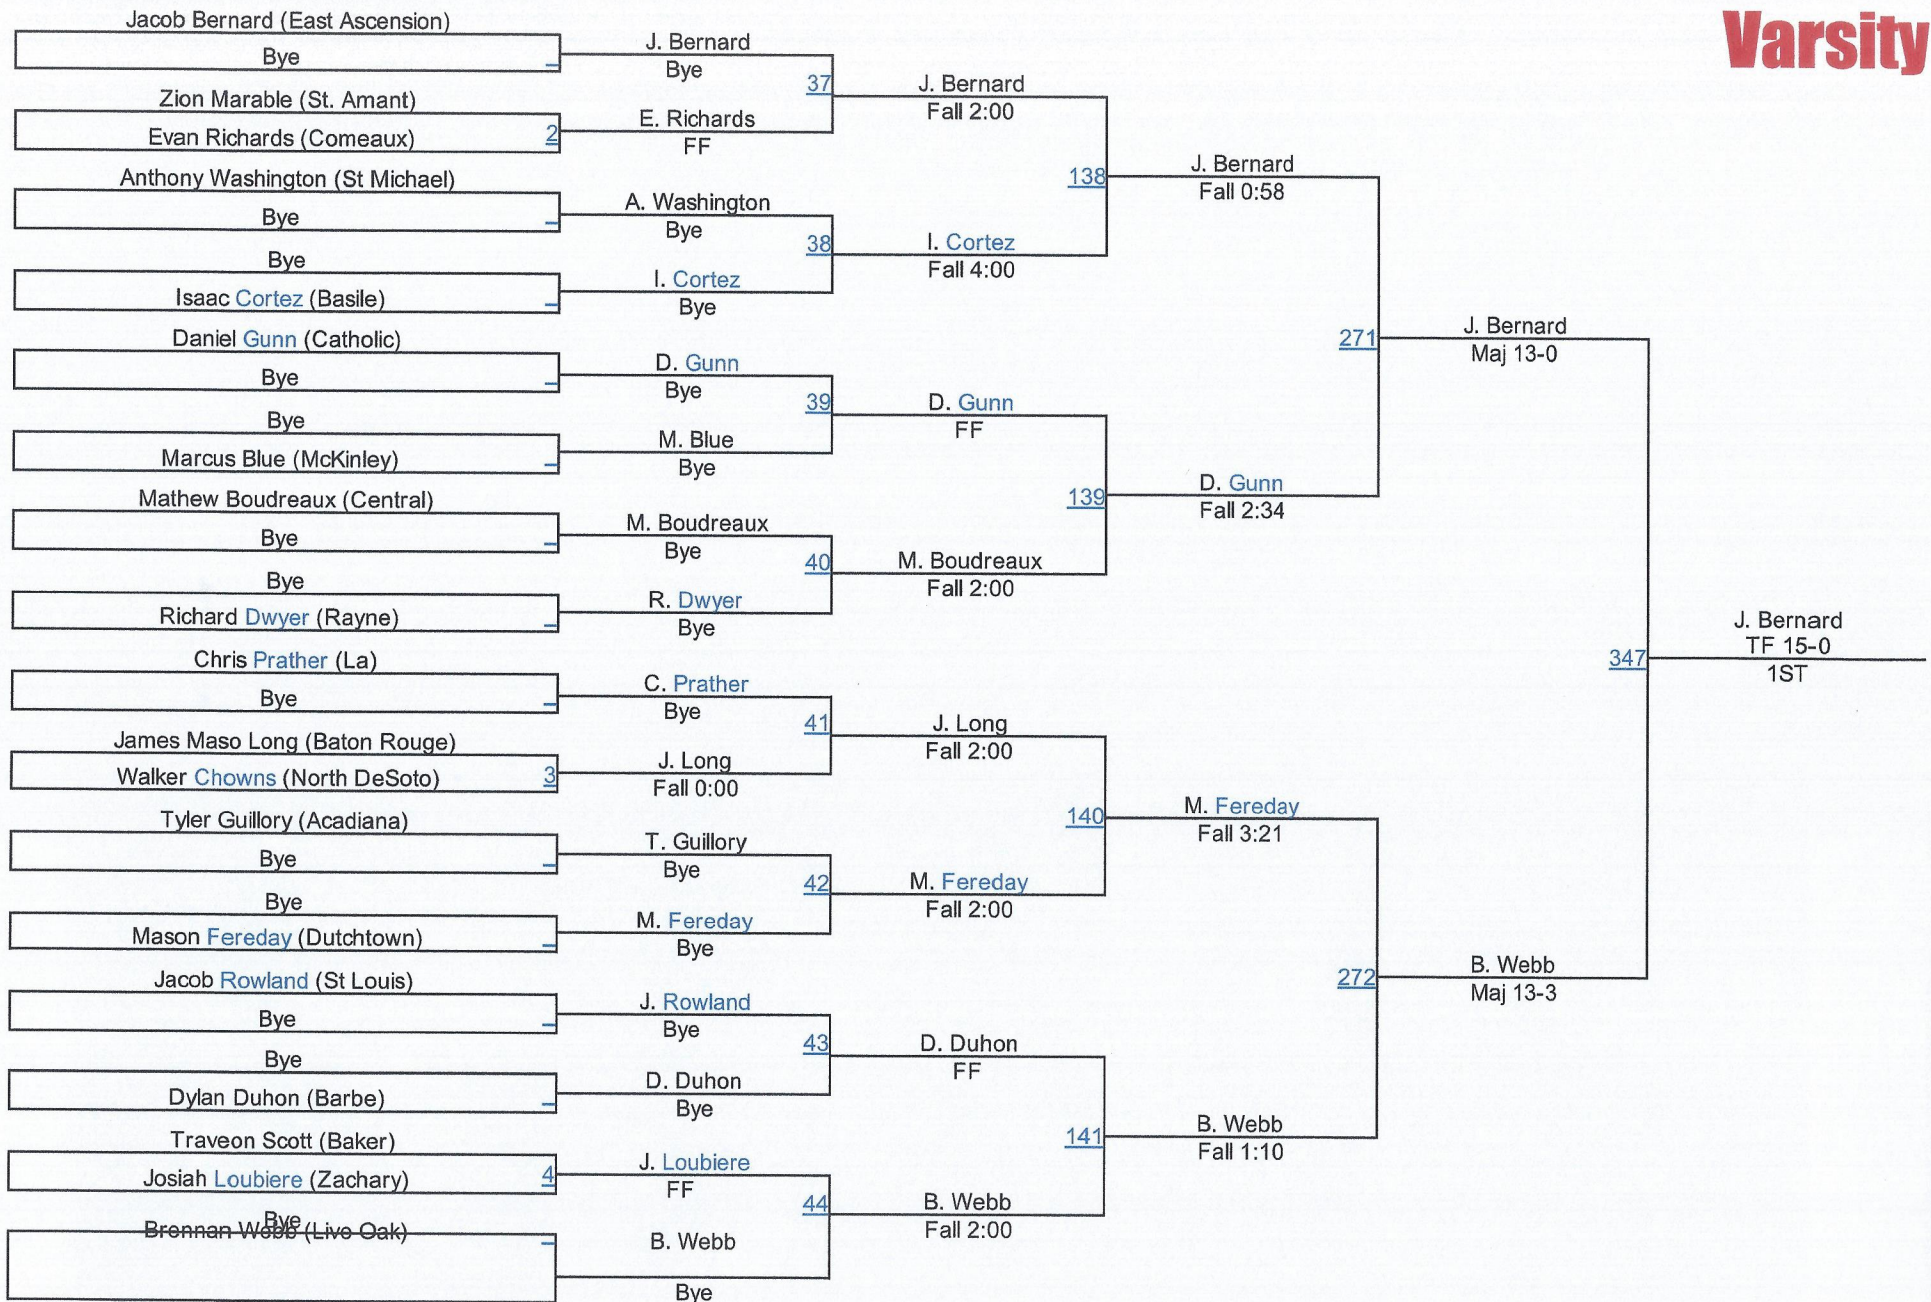 Varsity
Jacob Bernard (East Ascension)
Bye
Zion Marable (St. Amant)
Evan Richards (Comeaux)
2
Anthony Washington (St Michael)
Bye
Bye
Isaac Cortez (Basile)
Daniel Gunn (Catholic)
Bye
Bye
Marcus Blue (McKinley)
Mathew Boudreaux (Central)
Bye
Bye
Richard Dwyer (Rayne)
Chris Prather (La)
Bye
James Maso Long (Baton Rouge)
Walker Chowns (North DeSoto)
3
Tyler Guillory (Acadiana)
Bye
Bye
Mason Fereday (Dutchtown)
Jacob Rowland (St Louis)
Bye
Bye
Dylan Duhon (Barbe)
Traveon Scott (Baker)
Josiah Loubiere (Zachary)
4
Bye
Brennan Webb (Live Oak)
J. Bernard
Bye
37
E. Richards
FF
A. Washington
Bye
38
I. Cortez
Bye
D. Gunn
Bye
39
M. Blue
Bye
M. Boudreaux
Bye
40
R. Dwyer
Bye
C. Prather
Bye
41
J. Long
Fall 0:00
T. Guillory
Bye
42
M. Fereday
Bye
J. Rowland
Bye
43
D. Duhon
Bye
J. Loubiere
FF
44
B. Webb
Bye
J. Bernard
Fall 2:00
138
I. Cortez
Fall 4:00
D. Gunn
FF
139
M. Boudreaux
Fall 2:00
J. Long
Fall 2:00
140
M. Fereday
Fall 2:00
D. Duhon
FF
141
B. Webb
Fall 2:00
J. Bernard
Fall 0:58
271
D. Gunn
Fall 2:34
M. Fereday
Fall 3:21
272
B. Webb
Fall 1:10
J. Bernard
Maj 13-0
347
B. Webb
Maj 13-3
J. Bernard
TF 15-0
1ST